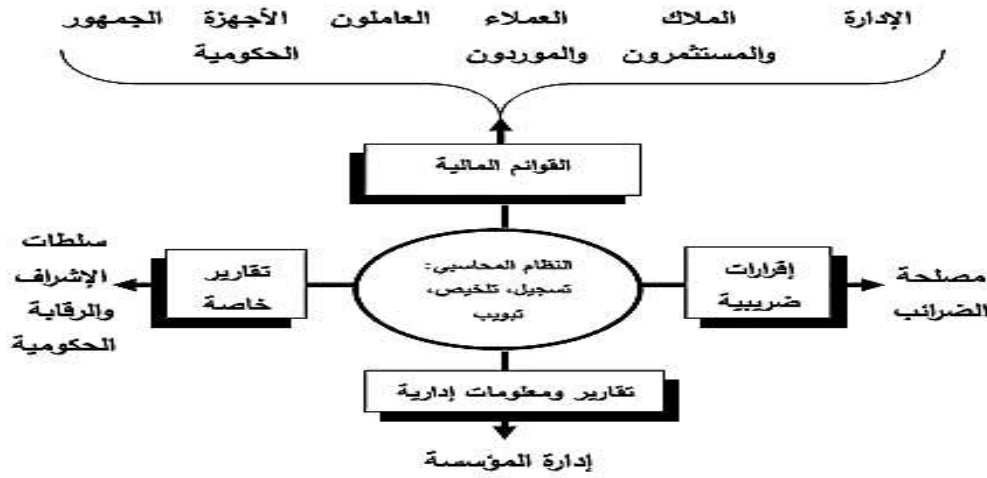 الإدارة
الملاك
والمستثمرون
العملاء
والموردون
العاملون
الأجهزة
الحكومية
الجمهور
القوائم المالية
إقرارات
ضريبية
مصلحة
الضرائب
النظام المحاسبي:
تسجيل، تلخيص،
تبويب
تقارير
خاصة
سلطات
الإشراف
والرقابة
الحكومية
تقارير ومعلومات إدارية
إدارة المؤسسة